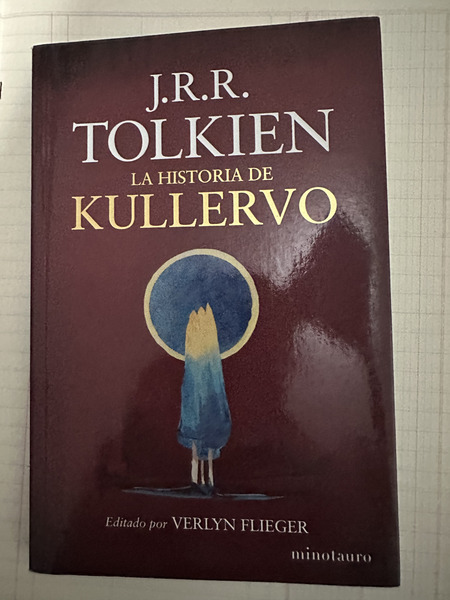 J.R.R.
TOLKIEN
LA HISTORIA DE
KULLERVO
Editado por VERLYN FLIEGER
minotauro